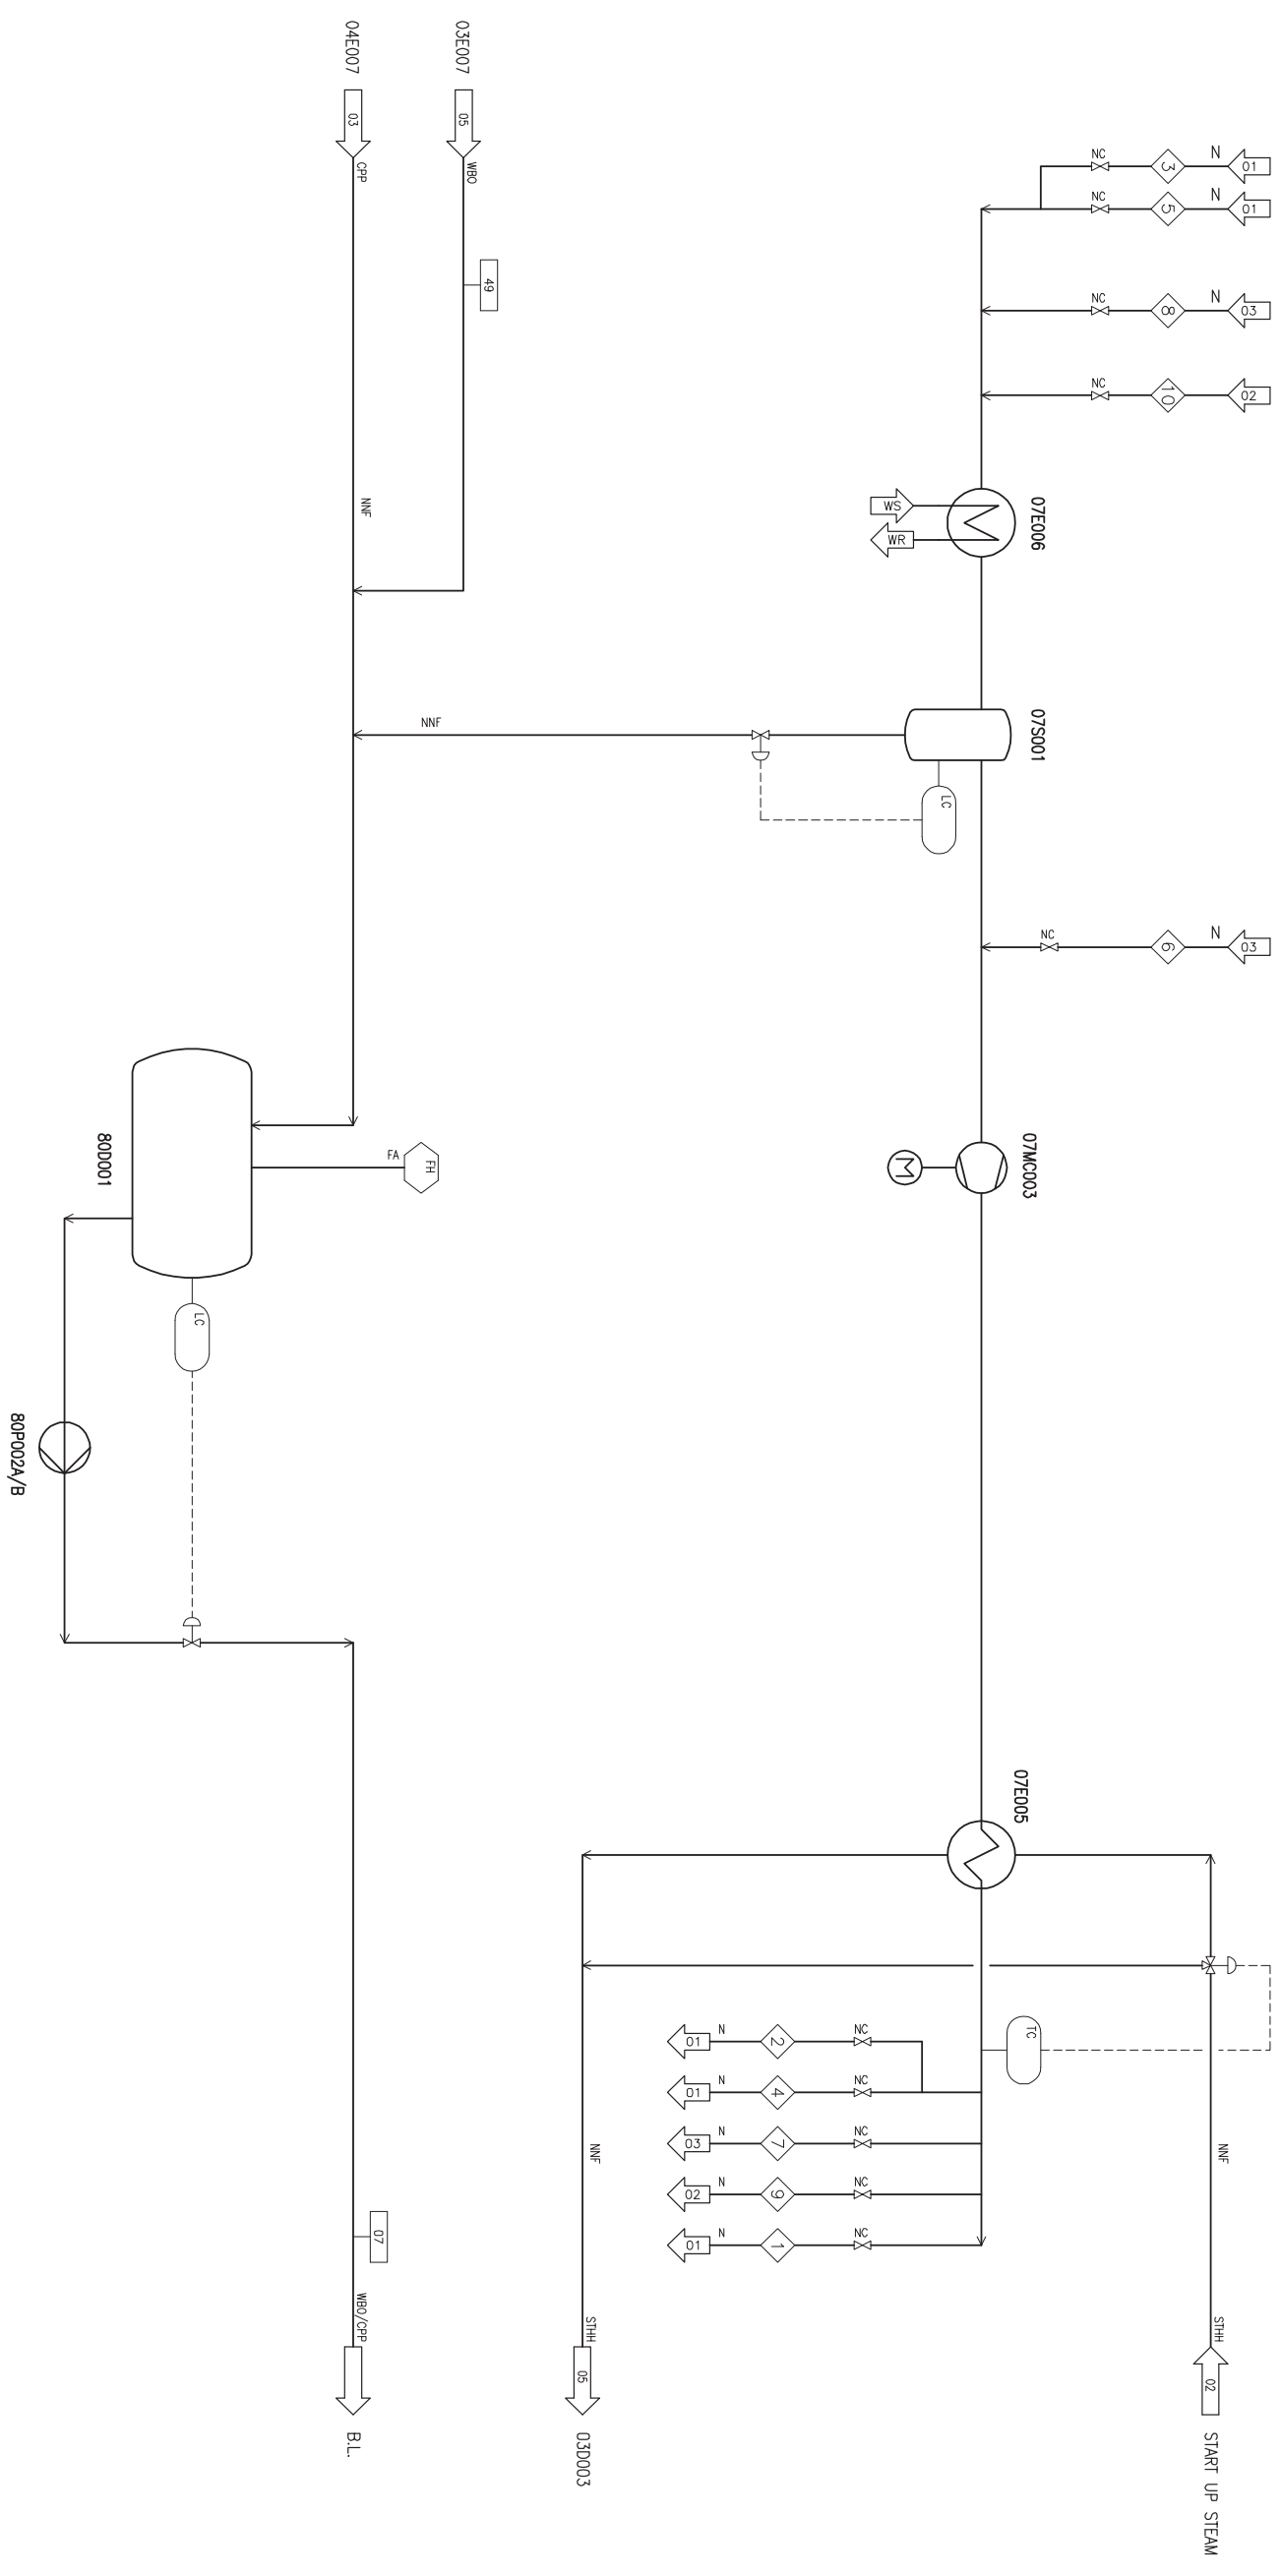 04E007
03
CPP
03E007
05
WBO
49
NNF
NC
3
N
01
NC
5
N
01
NC
8
N
03
NC
10
02
WS
WR
07E006
NNF
07S001
LC
NC
6
N
03
80D001
FA
FH
LC
80P002A/B
07MC003
M
07E005
TC
N
01
2
NC
N
01
4
NC
N
03
7
NC
N
02
9
NC
N
01
1
NC
NNF
NNF
07
WBO/CPP
B.L.
STHH
05
03D003
STHH
02
START UP STEAM